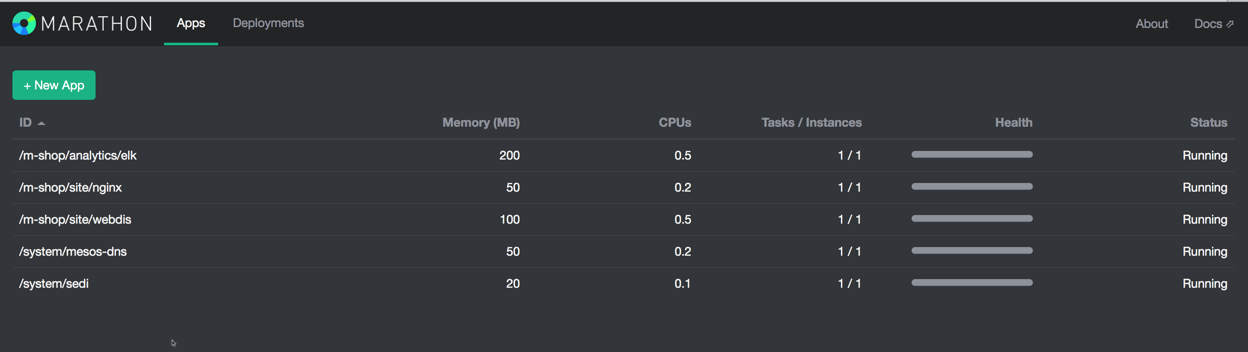 MARATHON Apps Deployments About Docs
+ New App
ID Memory (MB) CPUs Tasks / Instances Health Status
/m-shop/analytics/elk 200 0.5 1 / 1 Running
/m-shop/site/nginx 50 0.2 1 / 1 Running
/m-shop/site/webdis 100 0.5 1 / 1 Running
/system/mesos-dns 50 0.2 1 / 1 Running
/system/sedi 20 0.1 1 / 1 Running